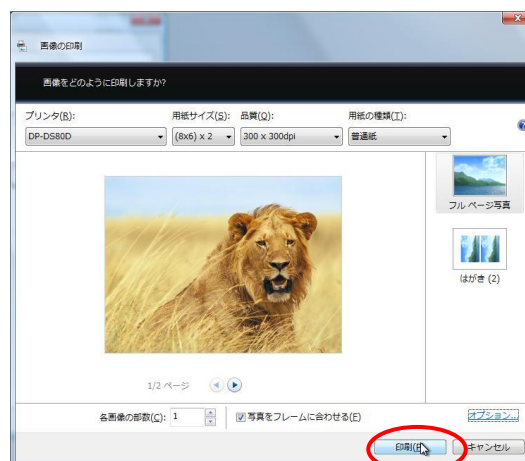 画像の印刷
画像をどのように印刷しますか?
プリンタ(R): 用紙サイズ(S): 品質(Q): 用紙の種類(T):
DP-DS80D (8x6) x 2 300 x 300dpi 普通紙
フル ページ写真
はがき (2)
1/2 ページ
各画像の部数(C): 1 写真をフレームに合わせる(F) オプション...
印刷(P) キャンセル